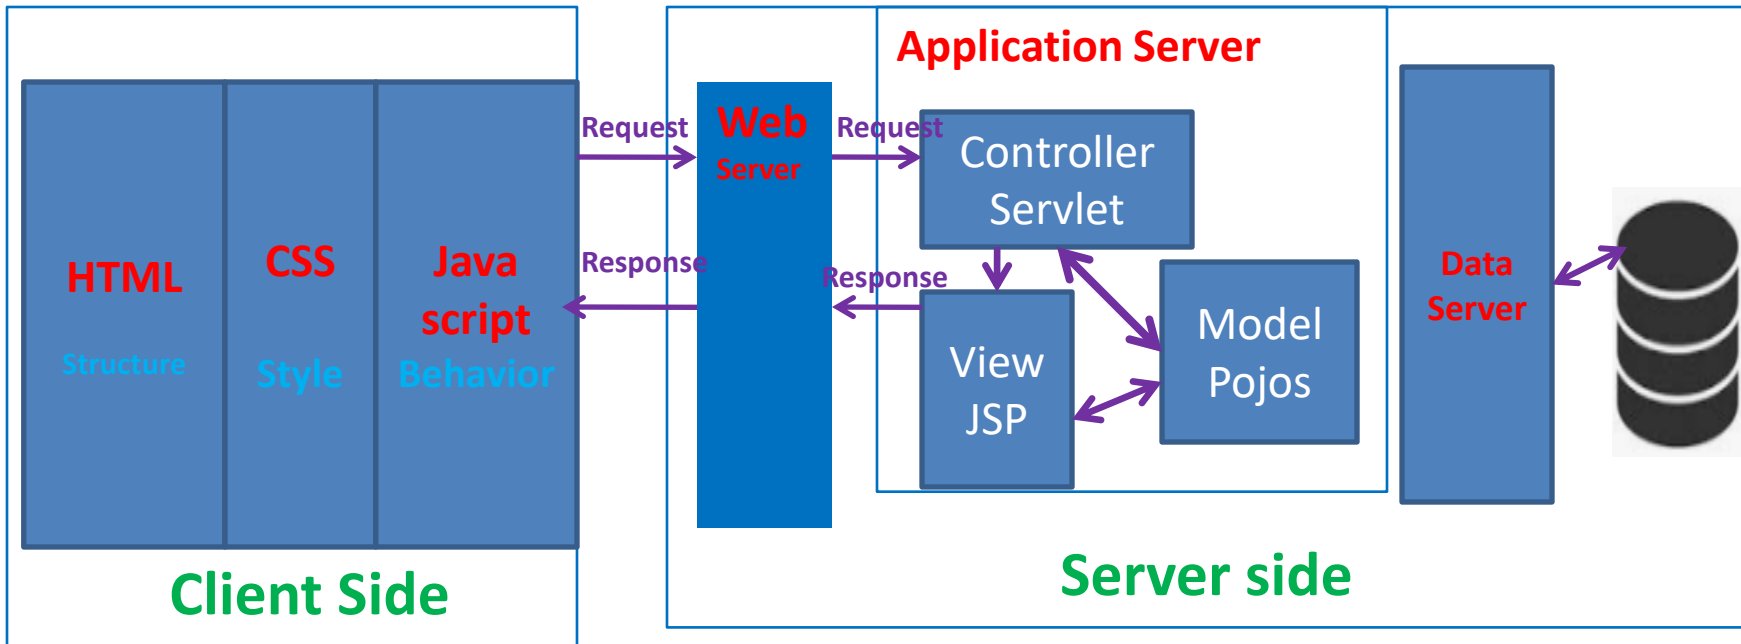 HTML
Structure
CSS
Style
Java
script
Behavior
Client Side
Request
Response
Web
Server
Request
Response
Application Server
Controller
Servlet
View
JSP
Model
Pojos
Data
Server
Server side